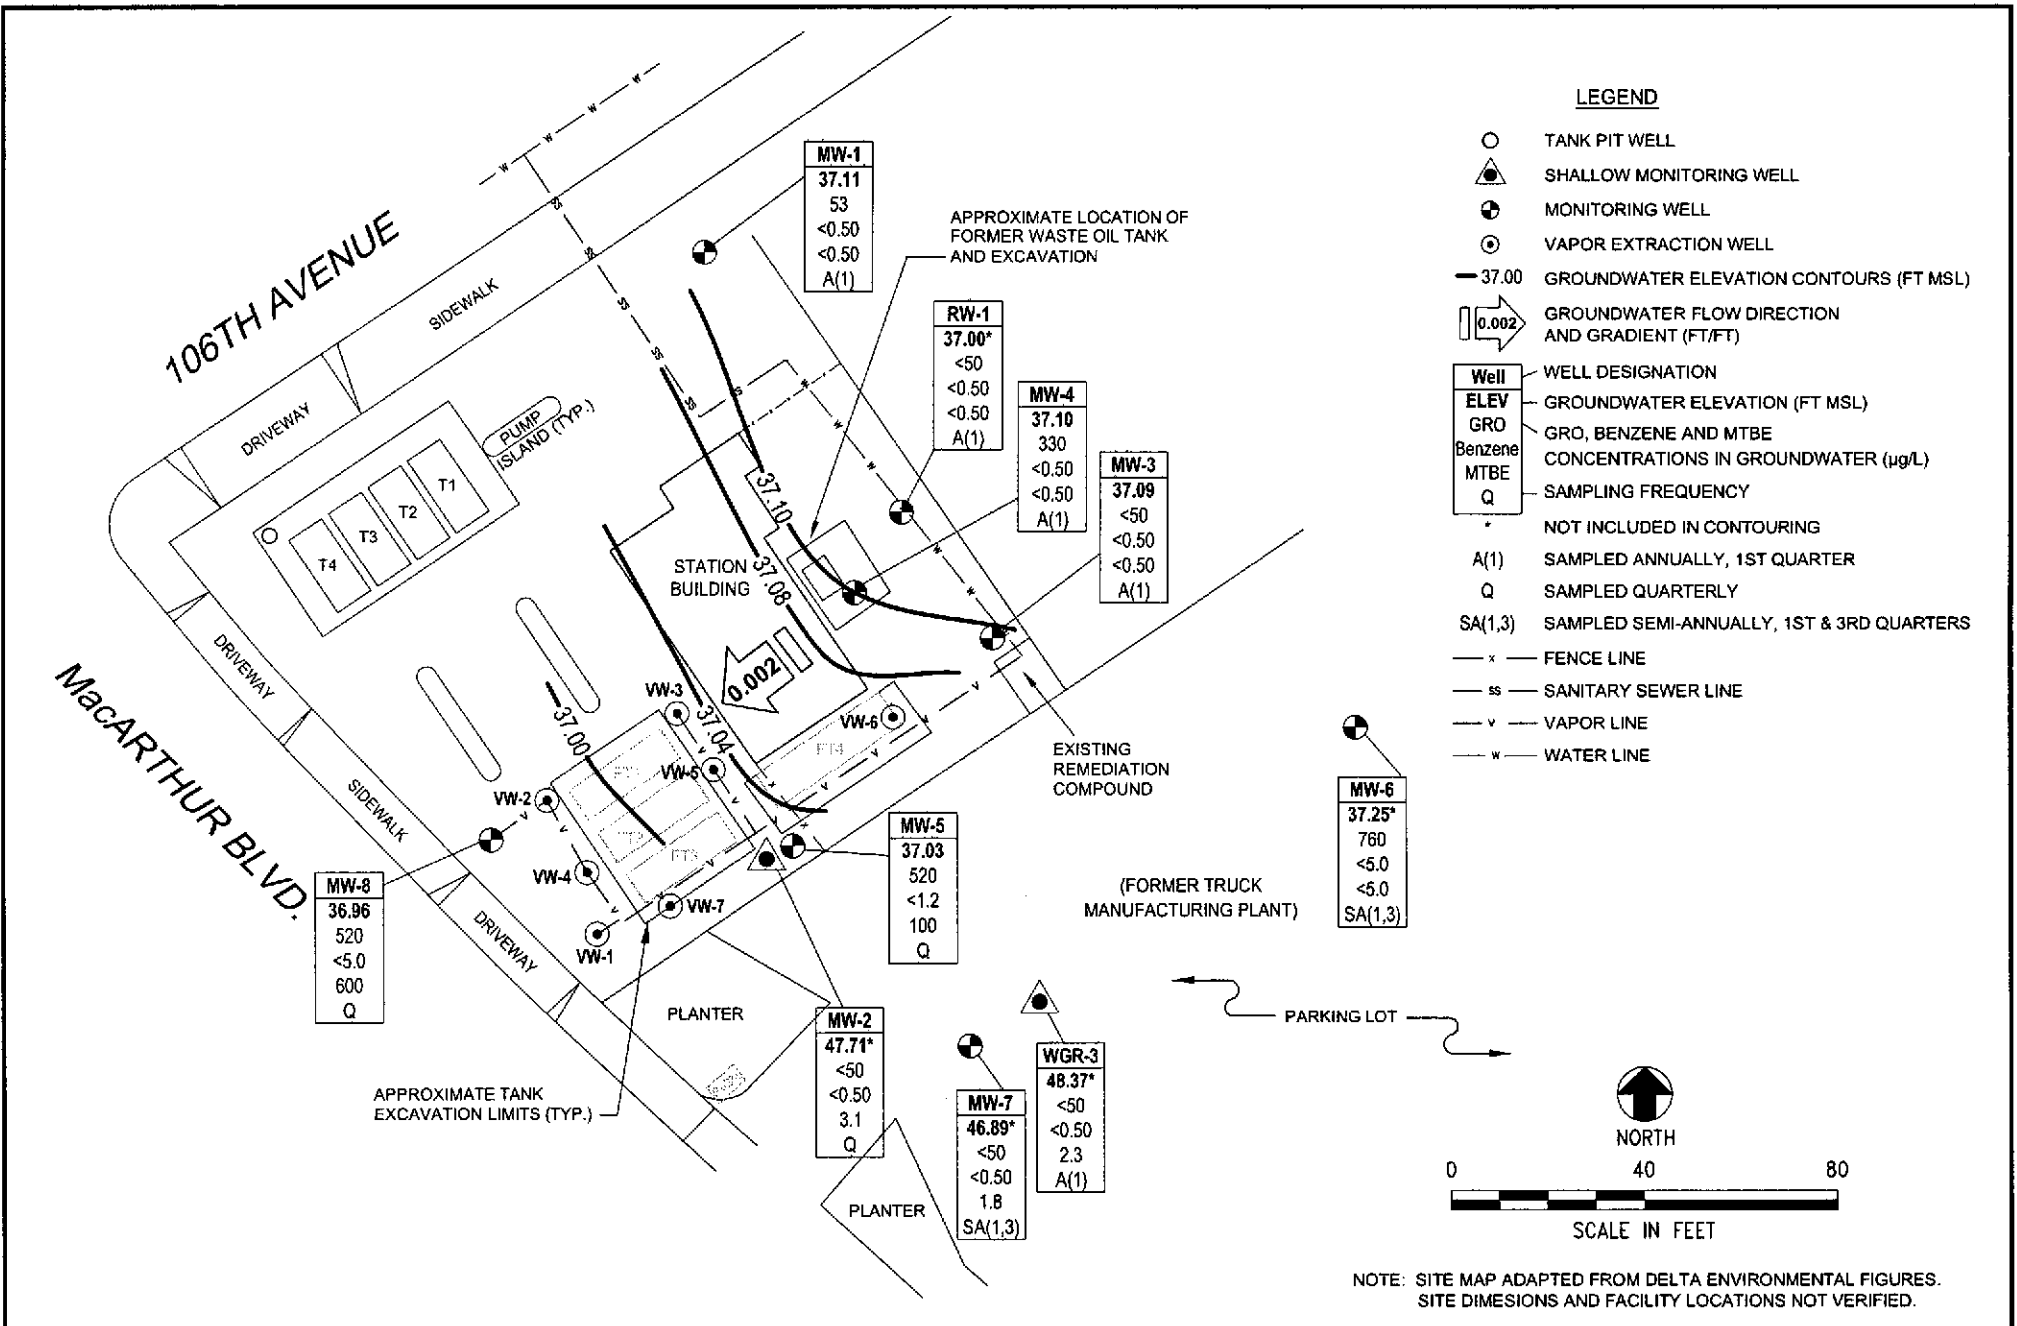 LEGEND
TANK PIT WELL
SHALLOW MONITORING WELL
MONITORING WELL
VAPOR EXTRACTION WELL
37.00 GROUNDWATER ELEVATION CONTOURS (FT MSL)
0.002 GROUNDWATER FLOW DIRECTION
AND GRADIENT (FT/FT)
Well WELL DESIGNATION
ELEV GROUNDWATER ELEVATION (FT MSL)
GRO GRO, BENZENE AND MTBE
Benzene CONCENTRATIONS IN GROUNDWATER (µg/L)
MTBE
Q SAMPLING FREQUENCY
* NOT INCLUDED IN CONTOURING
A(1) SAMPLED ANNUALLY, 1ST QUARTER
Q SAMPLED QUARTERLY
SA(1,3) SAMPLED SEMI-ANNUALLY, 1ST & 3RD QUARTERS
x FENCE LINE
ss SANITARY SEWER LINE
v VAPOR LINE
w WATER LINE
106TH AVENUE
SIDEWALK
DRIVEWAY
PUMP
ISLAND (TYP.)
T1
T2
T3
T4
MW-1
37.11
53
<0.50
<0.50
A(1)
APPROXIMATE LOCATION OF
FORMER WASTE OIL TANK
AND EXCAVATION
RW-1
37.00*
<50
<0.50
<0.50
A(1)
MW-4
37.10
330
<0.50
<0.50
A(1)
MW-3
37.09
<50
<0.50
<0.50
A(1)
37.10
37.08
37.04
37.00
STATION
BUILDING
0.002
MacARTHUR BLVD.
DRIVEWAY
SIDEWALK
DRIVEWAY
VW-3
VW-6
VW-5
VW-2
VW-4
VW-7
VW-1
FT4
FT3
EXISTING
REMEDIATION
COMPOUND
MW-6
37.25*
760
<5.0
<5.0
SA(1,3)
MW-5
37.03
520
<1.2
100
Q
MW-8
36.96
520
<5.0
600
Q
(FORMER TRUCK
MANUFACTURING PLANT)
PLANTER
MW-2
47.71*
<50
<0.50
3.1
Q
APPROXIMATE TANK
EXCAVATION LIMITS (TYP.)
PARKING LOT
WGR-3
48.37*
<50
<0.50
2.3
A(1)
MW-7
46.89*
<50
<0.50
1.8
SA(1,3)
PLANTER
NORTH
0 40 80
SCALE IN FEET
NOTE: SITE MAP ADAPTED FROM DELTA ENVIRONMENTAL FIGURES.
SITE DIMESIONS AND FACILITY LOCATIONS NOT VERIFIED.